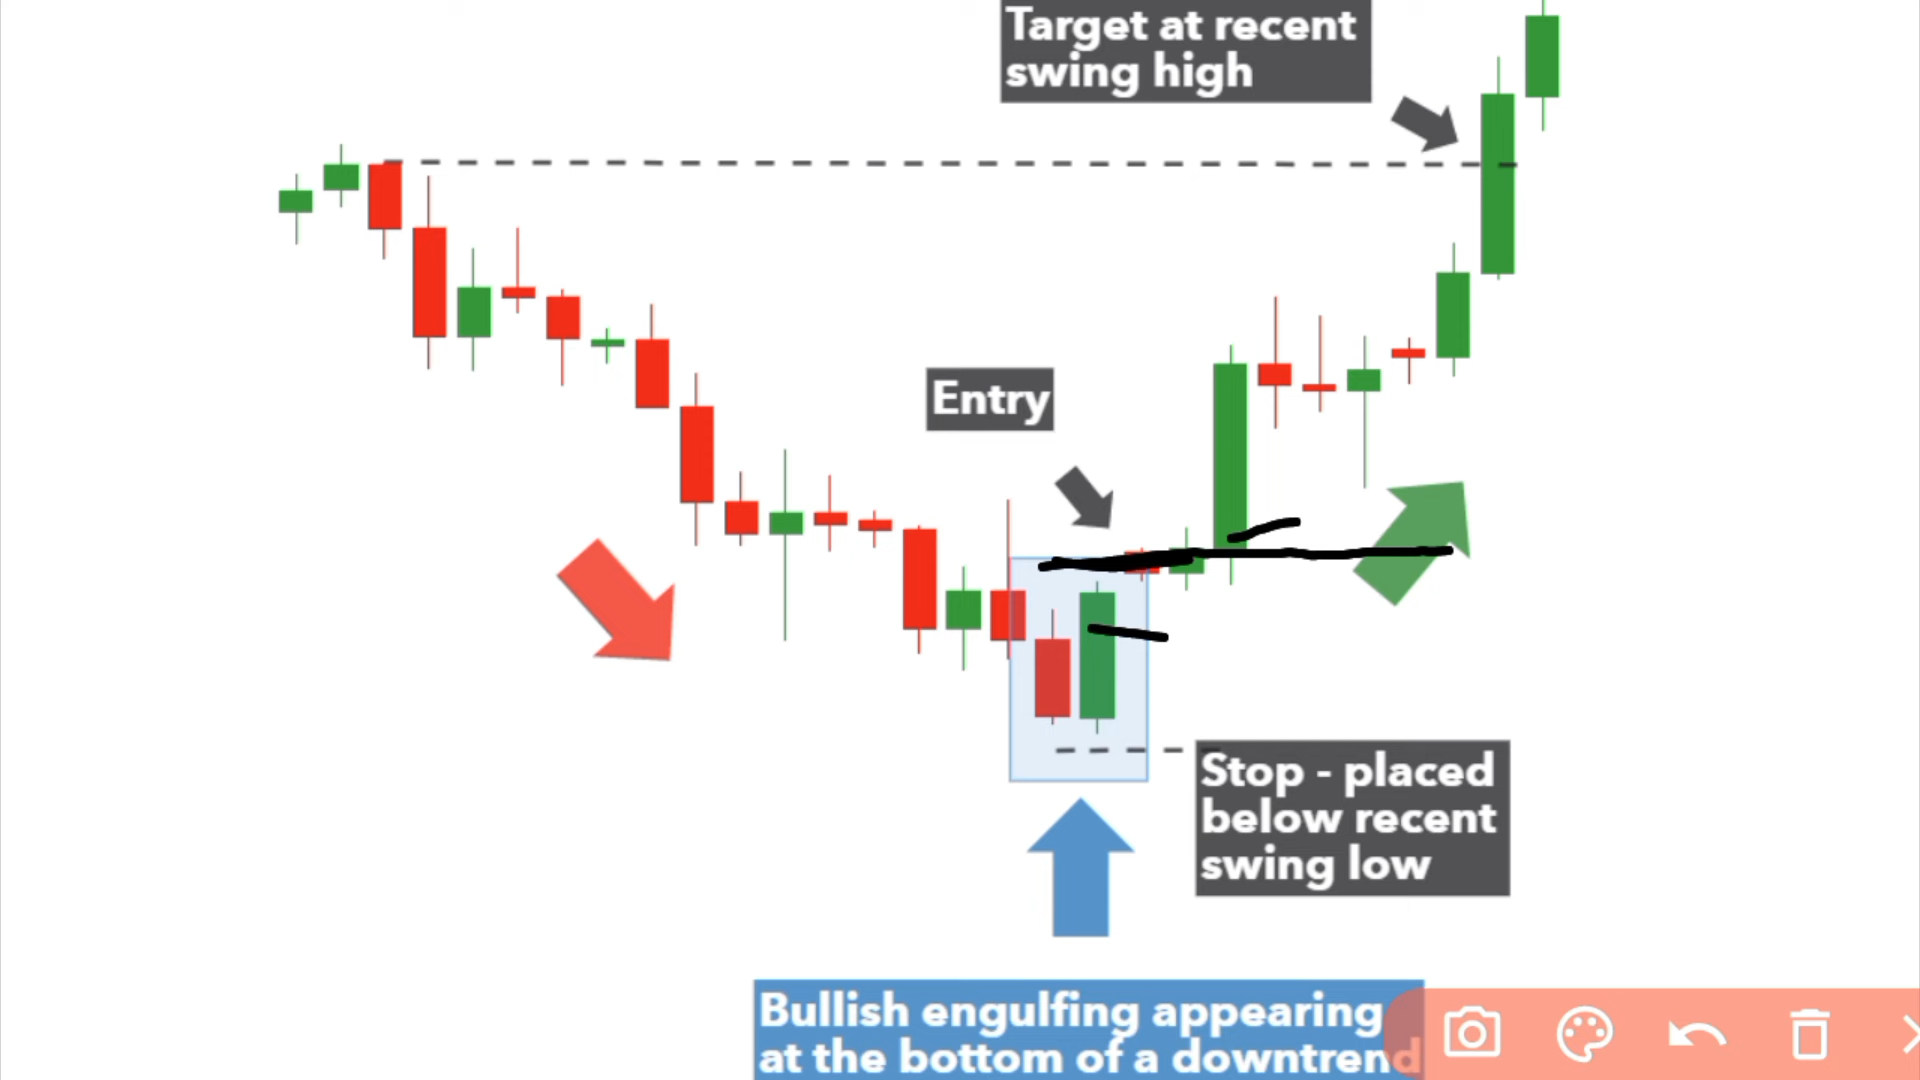 Target at recent
swing high
Entry
Stop - placed
below recent
swing low
Bullish engulfing appearing
at the bottom of a downtrend